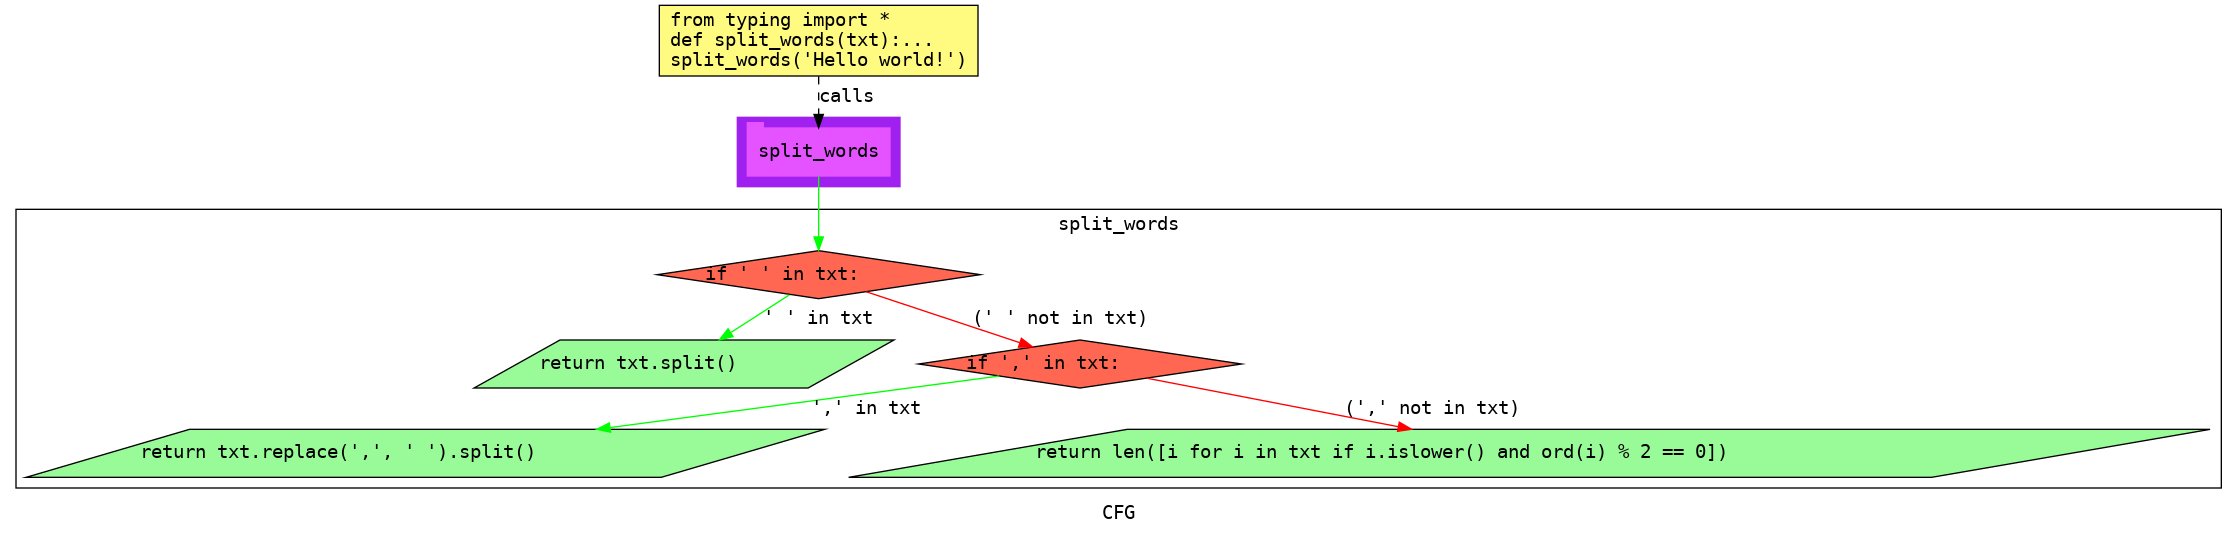 from typing import *
def split_words(txt):...
split_words('Hello world!')
calls
split_words
split_words
if ' ' in txt:
' ' in txt
(' ' not in txt)
return txt.split()
if ',' in txt:
',' in txt
(',' not in txt)
return txt.replace(',', ' ').split()
return len([i for i in txt if i.islower() and ord(i) % 2 == 0])
CFG